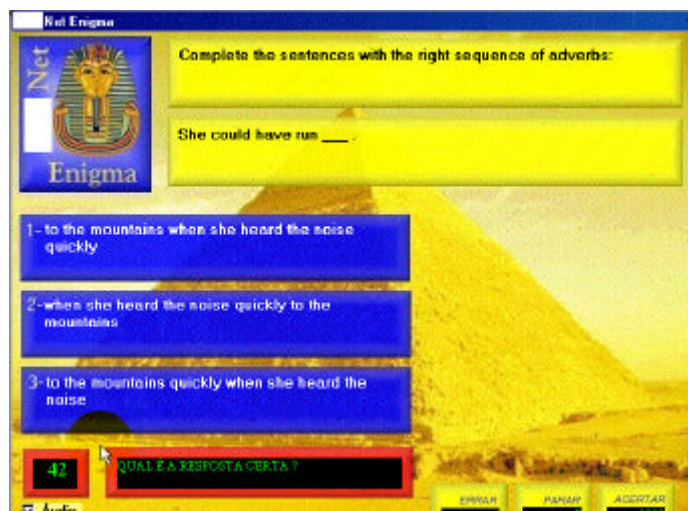 Net Enigma
Net
Enigma
Complete the sentences with the right sequence of adverbs:
She could have run ___ .
1- to the mountains when she heard the noise
quickly
2- when she heard the noise quickly to the
mountains
3- to the mountains quickly when she heard the
noise
42
QUAL É A RESPOSTA CERTA ?
ERRAR
PARAR
ACERTAR
Áudio